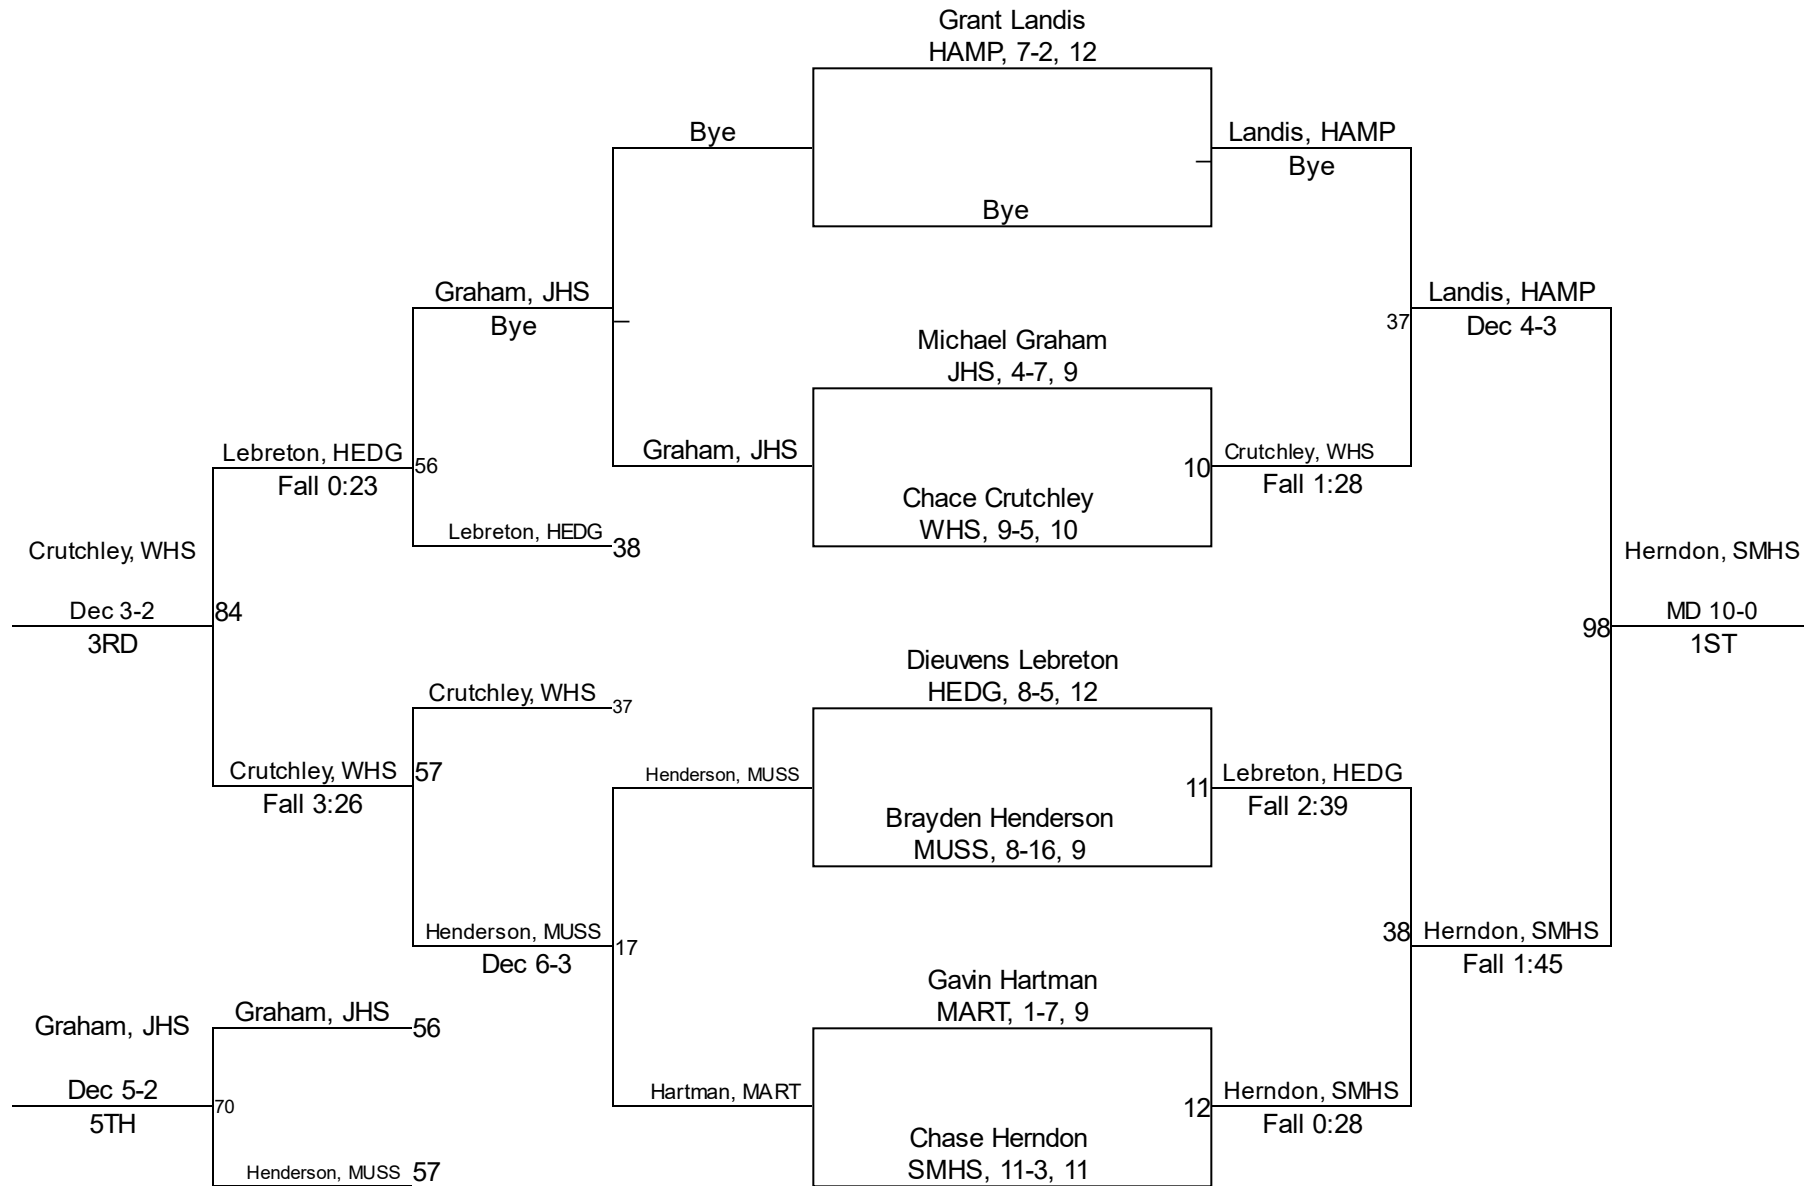 Grant Landis
HAMP, 7-2, 12
Bye
Landis, HAMP
Bye
Bye
Graham, JHS
Bye
Landis, HAMP
37
Dec 4-3
Michael Graham
JHS, 4-7, 9
Lebreton, HEDG
56
Fall 0:23
Graham, JHS
10
Crutchley, WHS
Fall 1:28
Chace Crutchley
WHS, 9-5, 10
Lebreton, HEDG
38
Crutchley, WHS
Dec 3-2
84
3RD
Herndon, SMHS
98
MD 10-0
1ST
Dieuvens Lebreton
HEDG, 8-5, 12
Crutchley, WHS
37
Crutchley, WHS
57
Fall 3:26
Henderson, MUSS
11
Lebreton, HEDG
Fall 2:39
Brayden Henderson
MUSS, 8-16, 9
Henderson, MUSS
17
Dec 6-3
38
Herndon, SMHS
Fall 1:45
Gavin Hartman
MART, 1-7, 9
Graham, JHS
Graham, JHS
56
Dec 5-2
70
5TH
Hartman, MART
12
Herndon, SMHS
Fall 0:28
Chase Herndon
SMHS, 11-3, 11
Henderson, MUSS
57